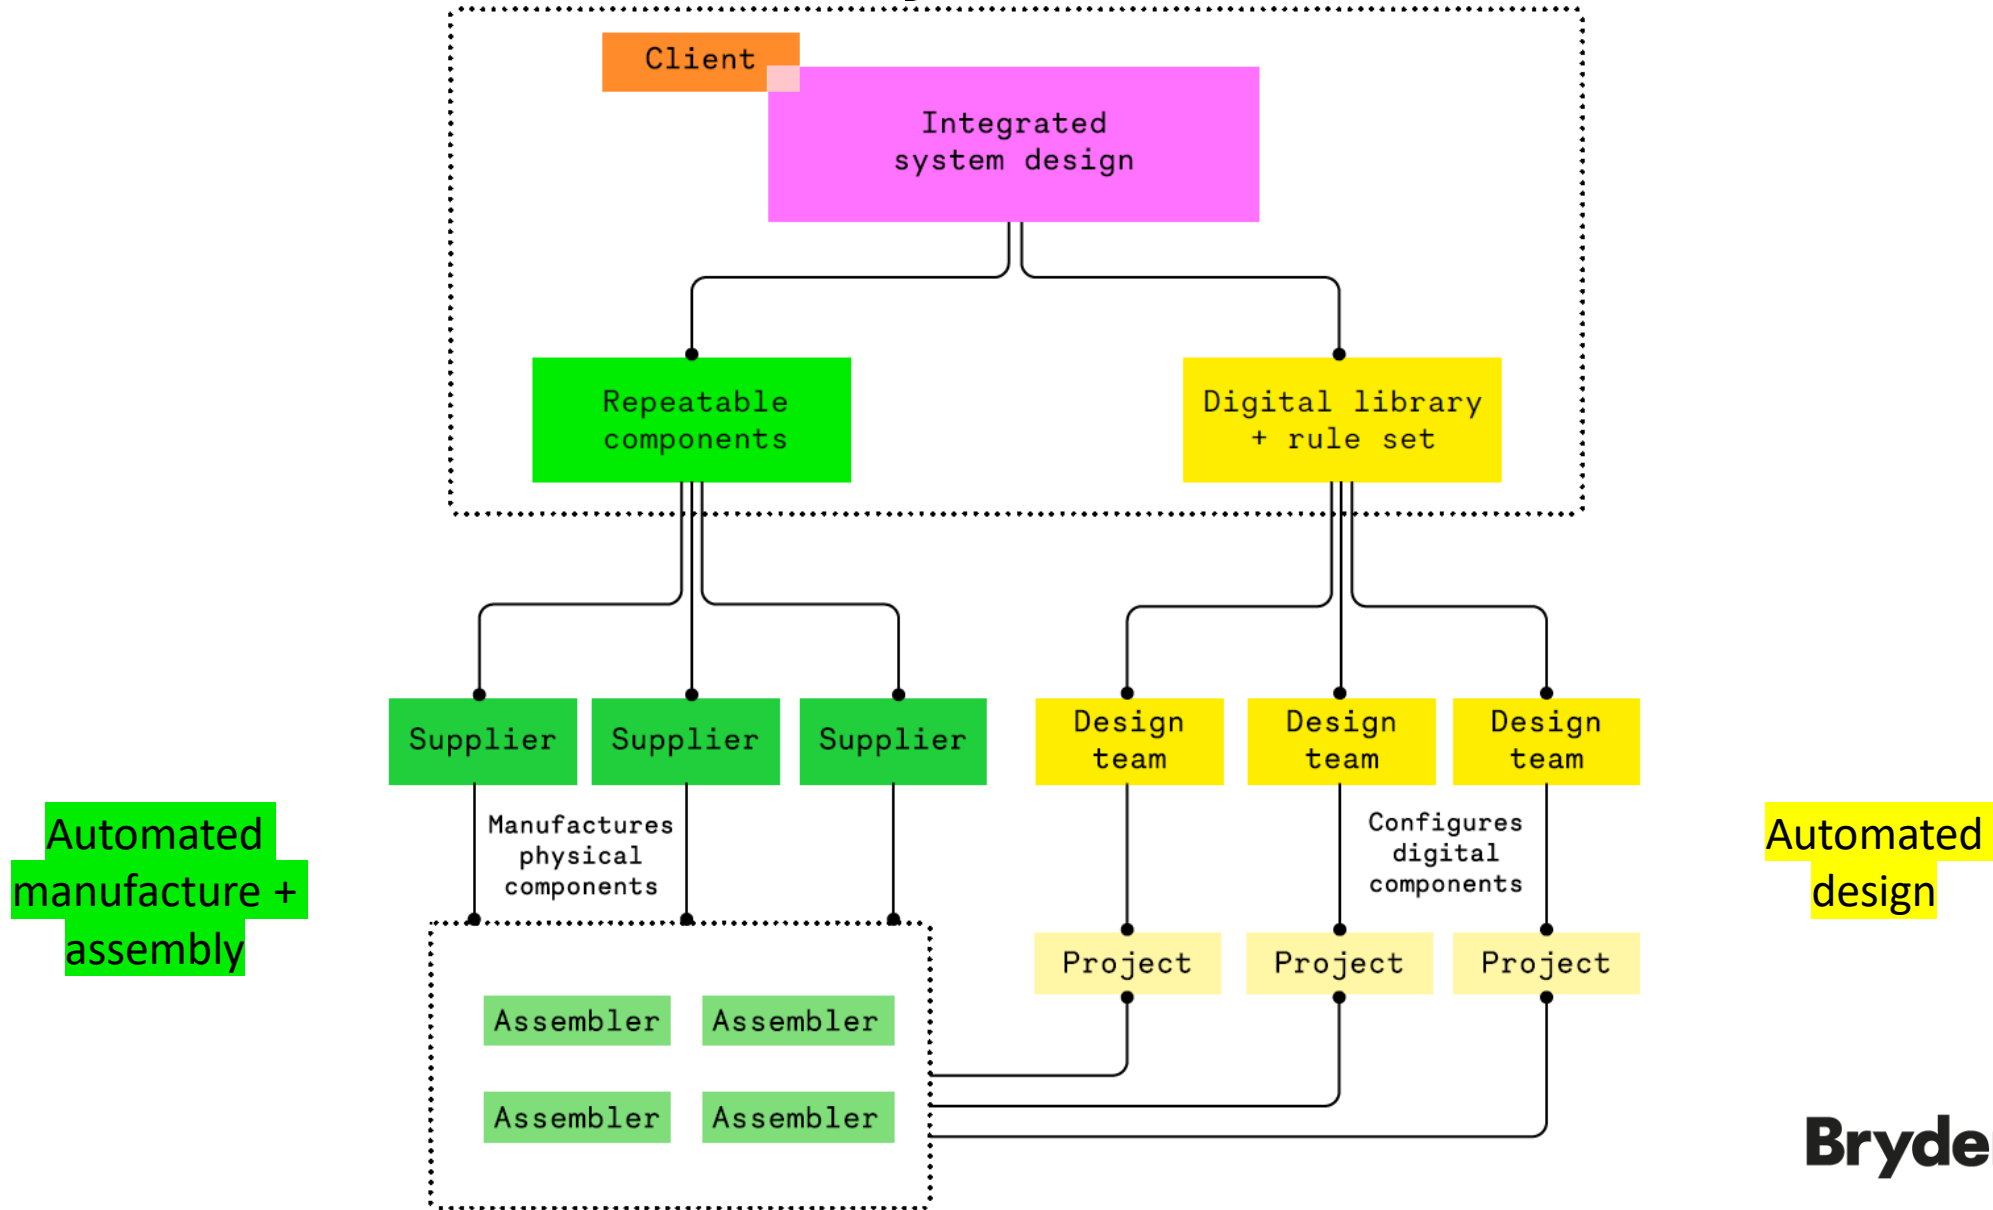 Client
Integrated
system design
Repeatable
components
Digital library
+ rule set
Supplier
Supplier
Supplier
Design
team
Design
team
Design
team
Manufactures
physical
components
Configures
digital
components
Automated
manufacture +
assembly
Automated
design
Project
Project
Project
Assembler
Assembler
Assembler
Assembler
Bryde